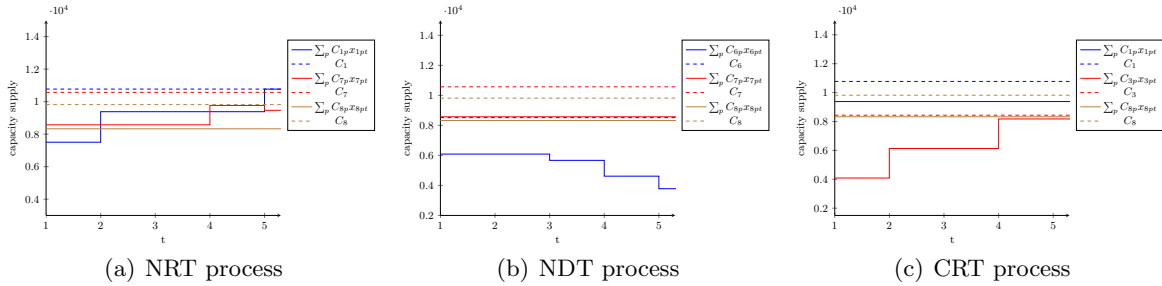 ·10⁴
1.4
1.2
1
0.8
0.6
0.4
1
2
3
4
5
t
capacity supply
∑ₚ C₁ₚx₁ₚₜ
C₁
∑ₚ C₇ₚx₇ₚₜ
C₇
∑ₚ C₈ₚx₈ₚₜ
C₈
(a) NRT process
·10⁴
1.4
1.2
1
0.8
0.6
0.4
0.2
1
2
3
4
5
t
capacity supply
∑ₚ C₆ₚx₆ₚₜ
C₆
∑ₚ C₇ₚx₇ₚₜ
C₇
∑ₚ C₈ₚx₈ₚₜ
C₈
(b) NDT process
·10⁴
1.4
1.2
1
0.8
0.6
0.4
0.2
1
2
3
4
5
t
capacity supply
∑ₚ C₁ₚx₁ₚₜ
C₁
∑ₚ C₃ₚx₃ₚₜ
C₃
∑ₚ C₈ₚx₈ₚₜ
C₈
(c) CRT process